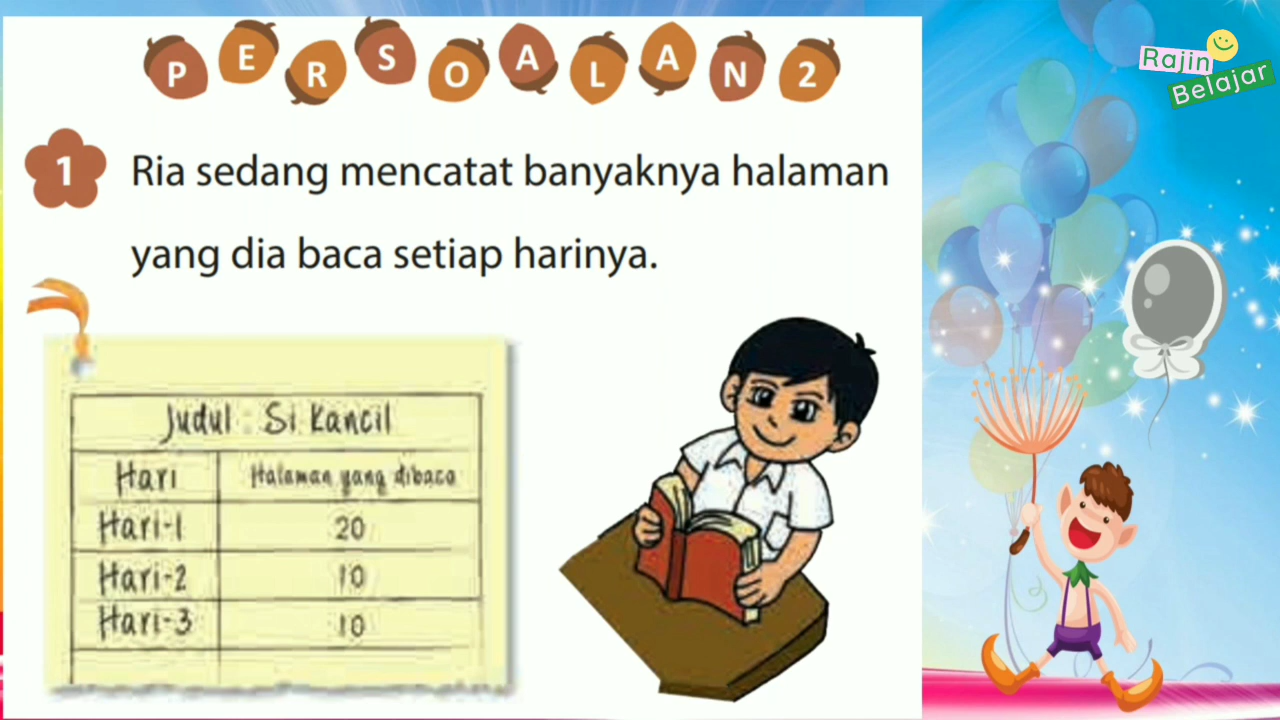 PERSOALAN 2
1 Ria sedang mencatat banyaknya halaman
yang dia baca setiap harinya.
Judul : Si Kancil
Hari Halaman yang dibaca
Hari-1 20
Hari-2 10
Hari-3 10
Rajin
Belajar